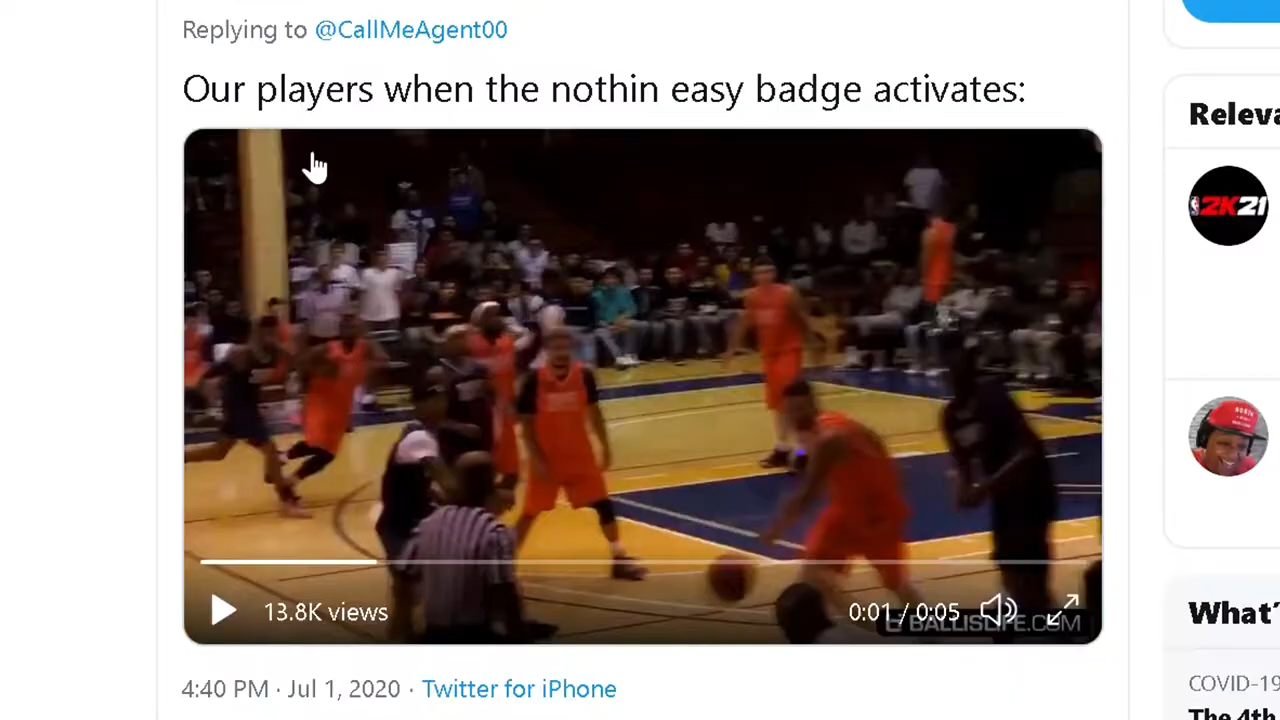 Replying to @CallMeAgent00
Our players when the nothin easy badge activates:
13.8K views
0:01 / 0:05
BALLISLIFE.COM
4:40 PM · Jul 1, 2020 · Twitter for iPhone
Releva
2K21
What'
COVID-19
The 4th